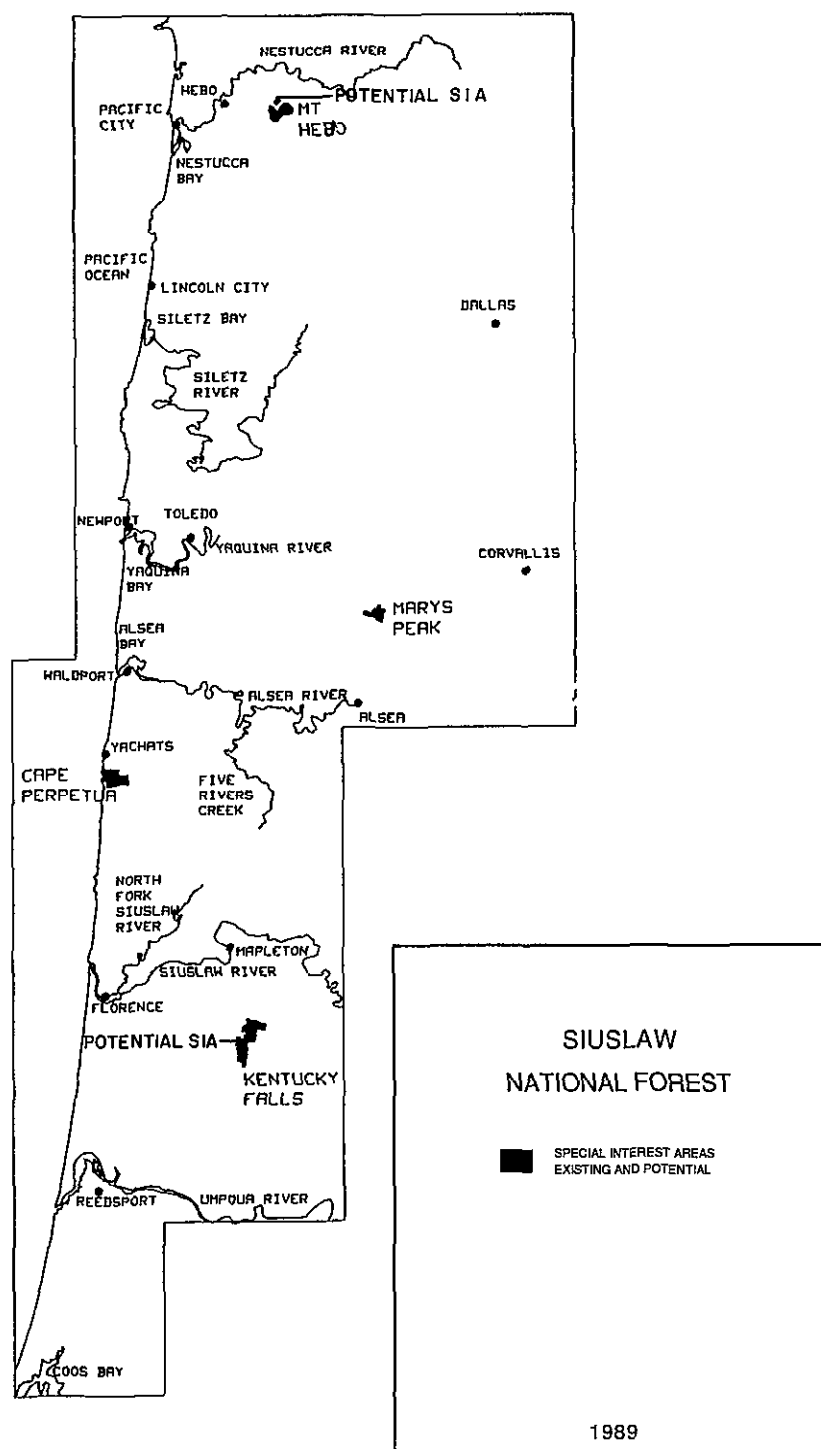 NESTUCCA RIVER
HEBO
POTENTIAL SIA
PACIFIC
CITY
MT
HEBO
NESTUCCA
BAY
PACIFIC
OCEAN
LINCOLN CITY
DALLAS
SILETZ BAY
SILETZ
RIVER
NEWPORT
TOLEDO
YAQUINA RIVER
CORVALLIS
YAQUINA
BAY
MARYS
PEAK
ALSEA
BAY
WALDPORT
ALSEA RIVER
ALSEA
YACHATS
CAPE
PERPETUA
FIVE
RIVERS
CREEK
NORTH
FORK
SIUSLAW
RIVER
MAPLETON
SIUSLAW RIVER
FLORENCE
POTENTIAL SIA
KENTUCKY
FALLS
REEDSPORT
UMPQUA RIVER
COOS BAY
SIUSLAW
NATIONAL FOREST
SPECIAL INTEREST AREAS
EXISTING AND POTENTIAL
1989